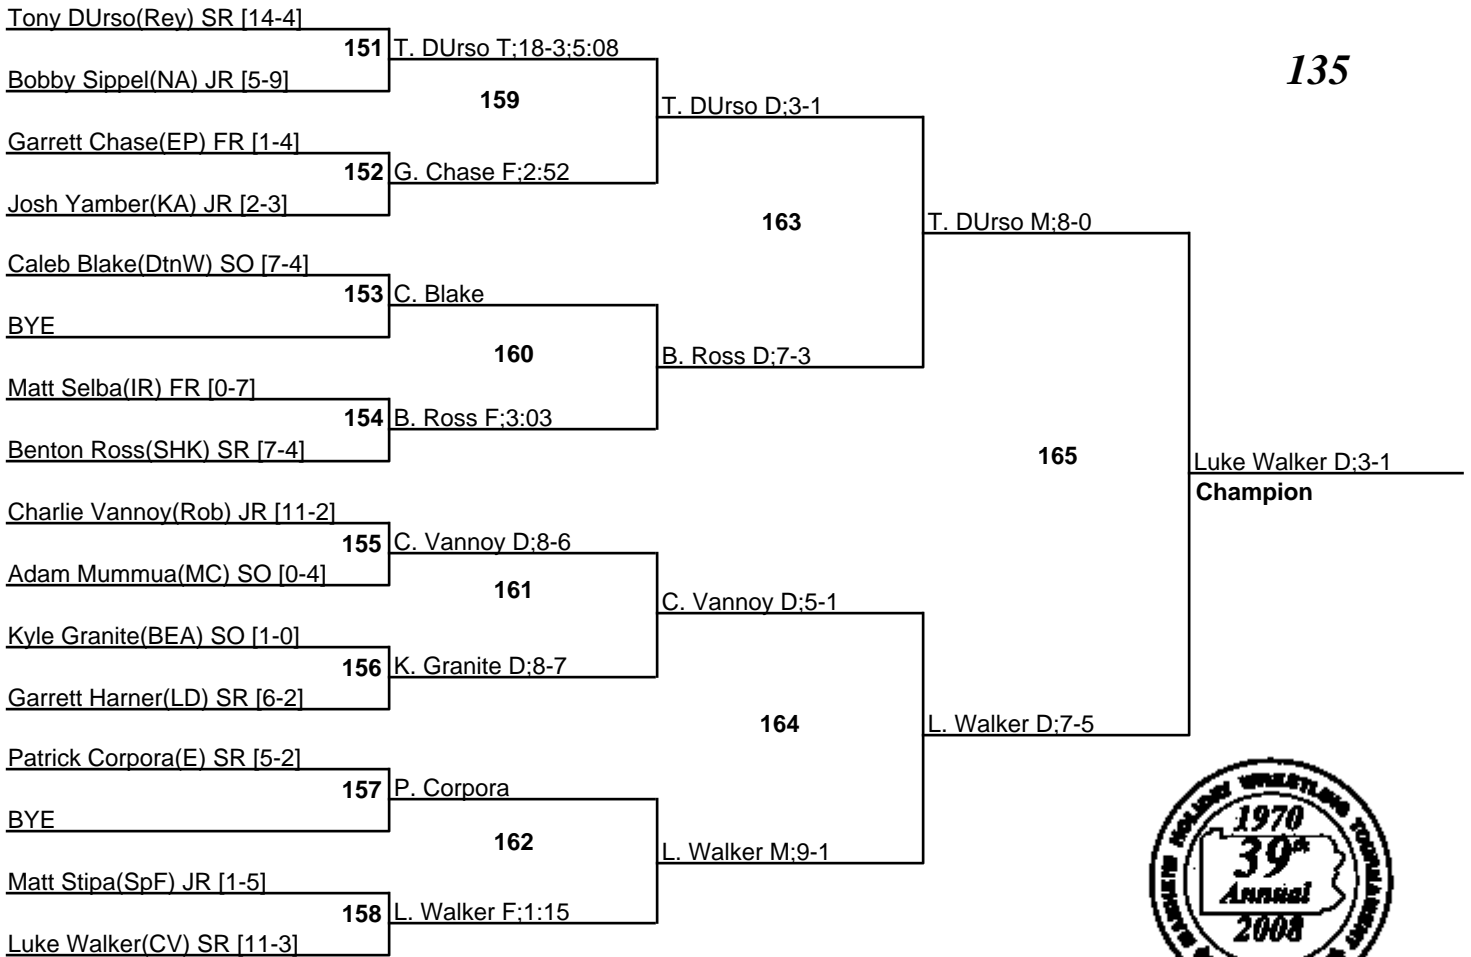 Tony DUrso(Rey) SR [14-4]
151 T. DUrso T;18-3;5:08
135
Bobby Sippel(NA) JR [5-9]
159
T. DUrso D;3-1
Garrett Chase(EP) FR [1-4]
152 G. Chase F;2:52
Josh Yamber(KA) JR [2-3]
163
T. DUrso M;8-0
Caleb Blake(DtnW) SO [7-4]
153 C. Blake
BYE
160
B. Ross D;7-3
Matt Selba(IR) FR [0-7]
154 B. Ross F;3:03
Benton Ross(SHK) SR [7-4]
165
Luke Walker D;3-1
Champion
Charlie Vannoy(Rob) JR [11-2]
155 C. Vannoy D;8-6
Adam Mummua(MC) SO [0-4]
161
C. Vannoy D;5-1
Kyle Granite(BEA) SO [1-0]
156 K. Granite D;8-7
Garrett Harner(LD) SR [6-2]
164
L. Walker D;7-5
Patrick Corpora(E) SR [5-2]
157 P. Corpora
BYE
162
L. Walker M;9-1
Matt Stipa(SpF) JR [1-5]
158 L. Walker F;1:15
Luke Walker(CV) SR [11-3]
HOLIDAY WRESTLING TOURNAMENT
1970
39th
Annual
2008